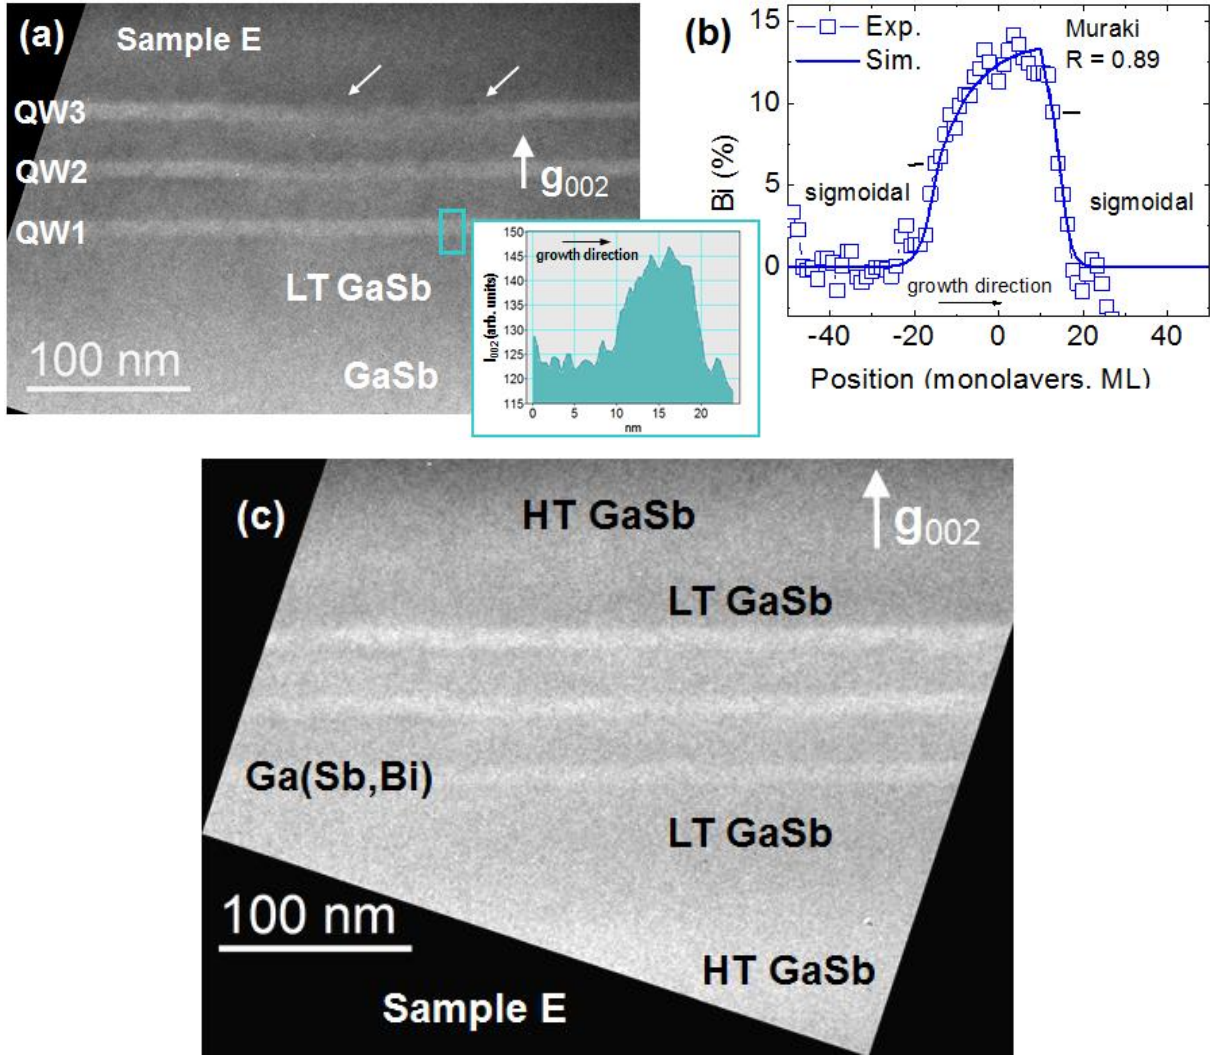 (a)
Sample E
QW3
QW2
QW1
g002
LT GaSb
GaSb
100 nm
150
145
140
135
130
125
120
115
I002 (arb. units)
growth direction
0
5
10
15
20
nm
(b)
15
10
5
0
Bi (%)
Exp.
Sim.
Muraki
R = 0.89
sigmoidal
sigmoidal
growth direction
-40
-20
0
20
40
Position (monolavers. ML)
(c)
g002
HT GaSb
LT GaSb
Ga(Sb,Bi)
LT GaSb
100 nm
HT GaSb
Sample E